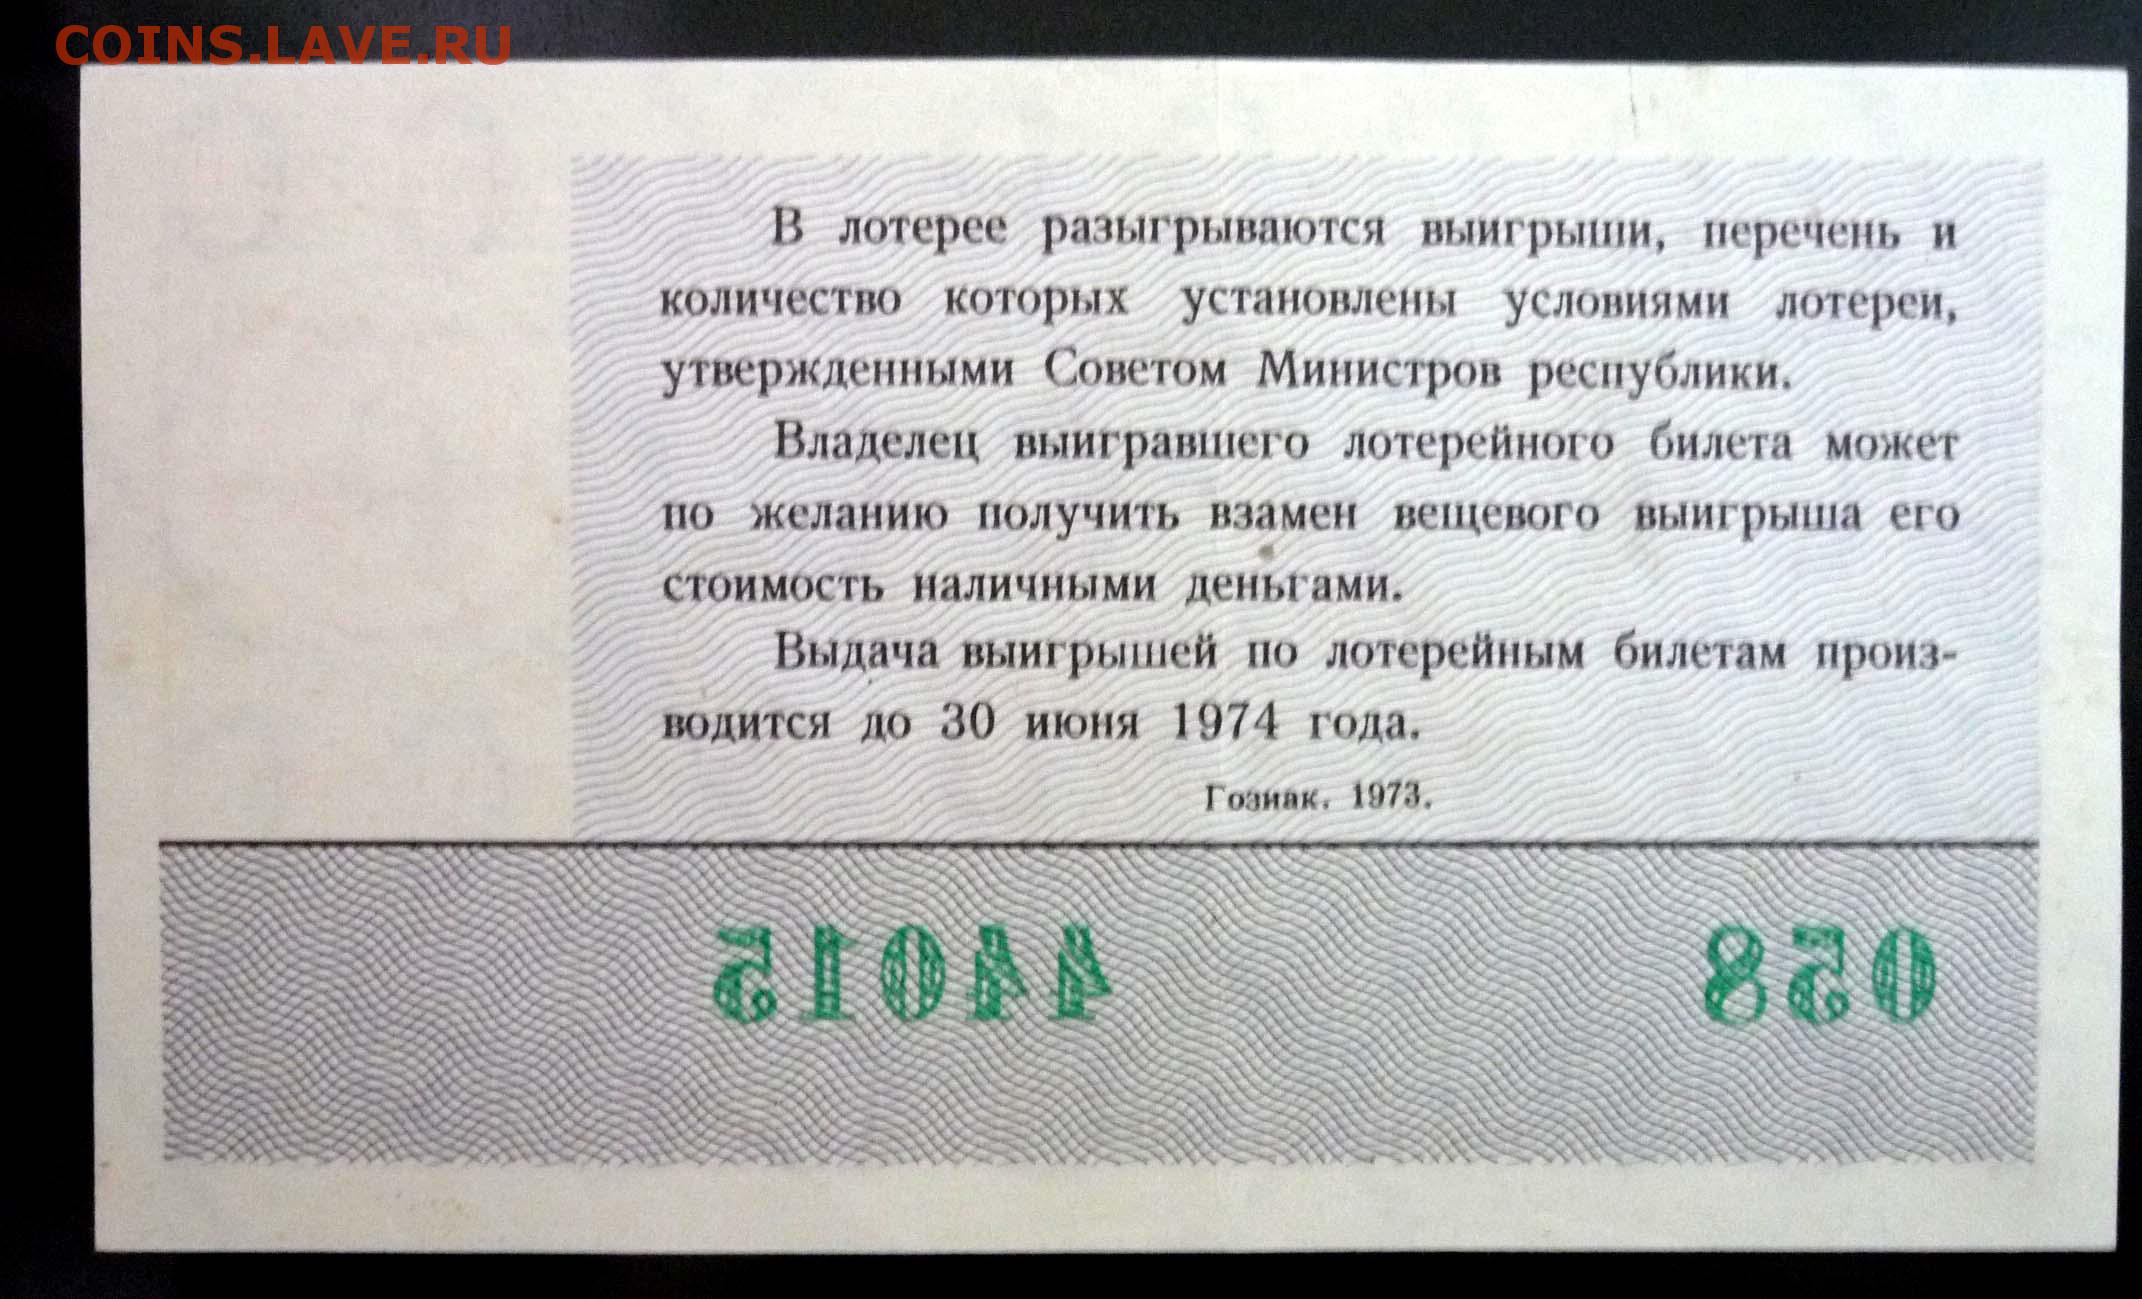 COINS.LAVE.RU
В лотерее разыгрываются выигрыши, перечень и
количество которых установлены условиями лотереи,
утвержденными Советом Министров республики.
Владелец выигравшего лотерейного билета может
по желанию получить взамен вещевого выигрыша его
стоимость наличными деньгами.
Выдача выигрышей по лотерейным билетам произ-
водится до 30 июня 1974 года.
Гознак. 1973.
44015 058